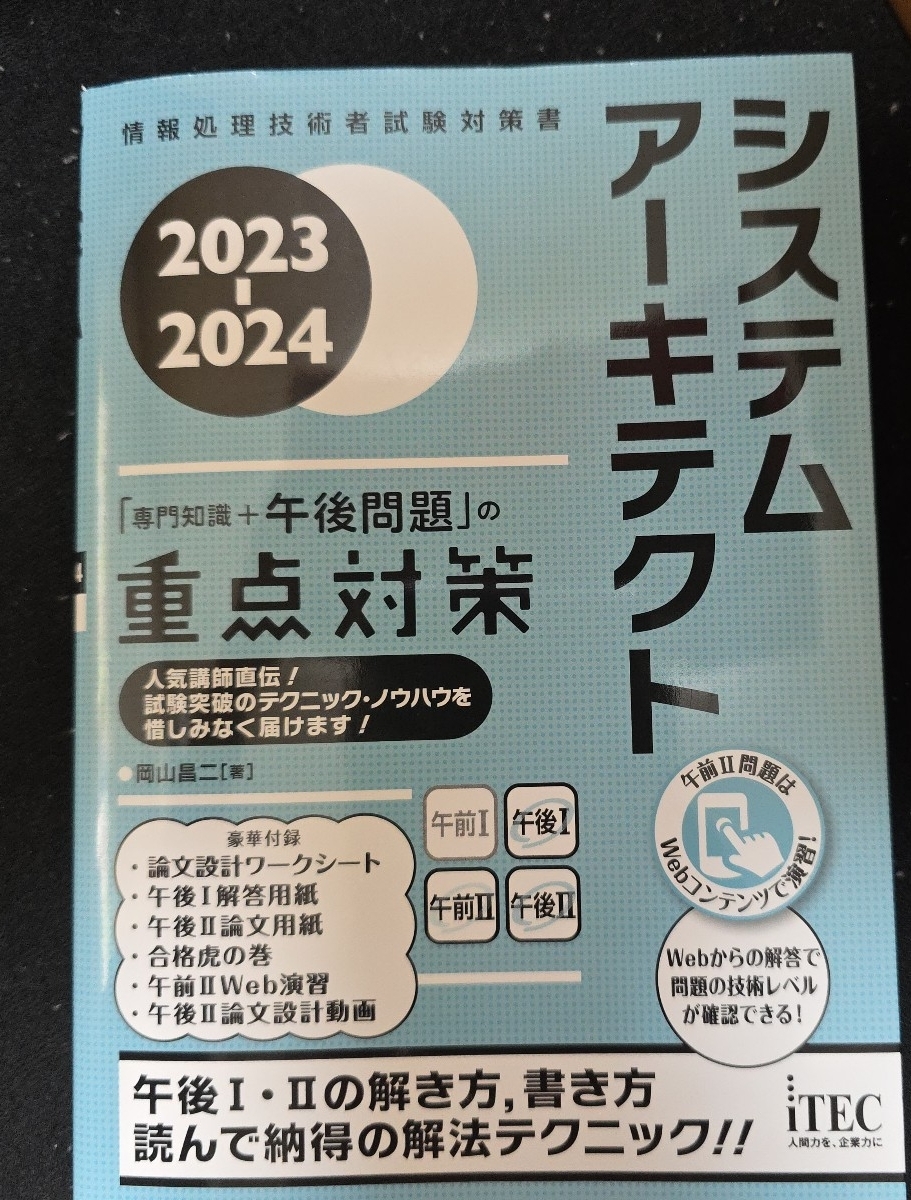 情報処理技術者試験対策書
システム
アーキテクト
2023
-
2024
「専門知識+午後問題」の
重点対策
人気講師直伝!
試験突破のテクニック・ノウハウを
惜しみなく届けます!
●岡山昌二[著]
豪華付録
・論文設計ワークシート
・午後Ⅰ解答用紙
・午後Ⅱ論文用紙
・合格虎の巻
・午前ⅡWeb演習
・午後Ⅱ論文設計動画
午前Ⅰ
午後Ⅰ
午前Ⅱ
午後Ⅱ
午前Ⅱ問題は
Webコンテンツで演習!
Webからの解答で
問題の技術レベル
が確認できる!
午後Ⅰ・Ⅱの解き方,書き方
読んで納得の解法テクニック!!
iTEC
人間力を、企業力に